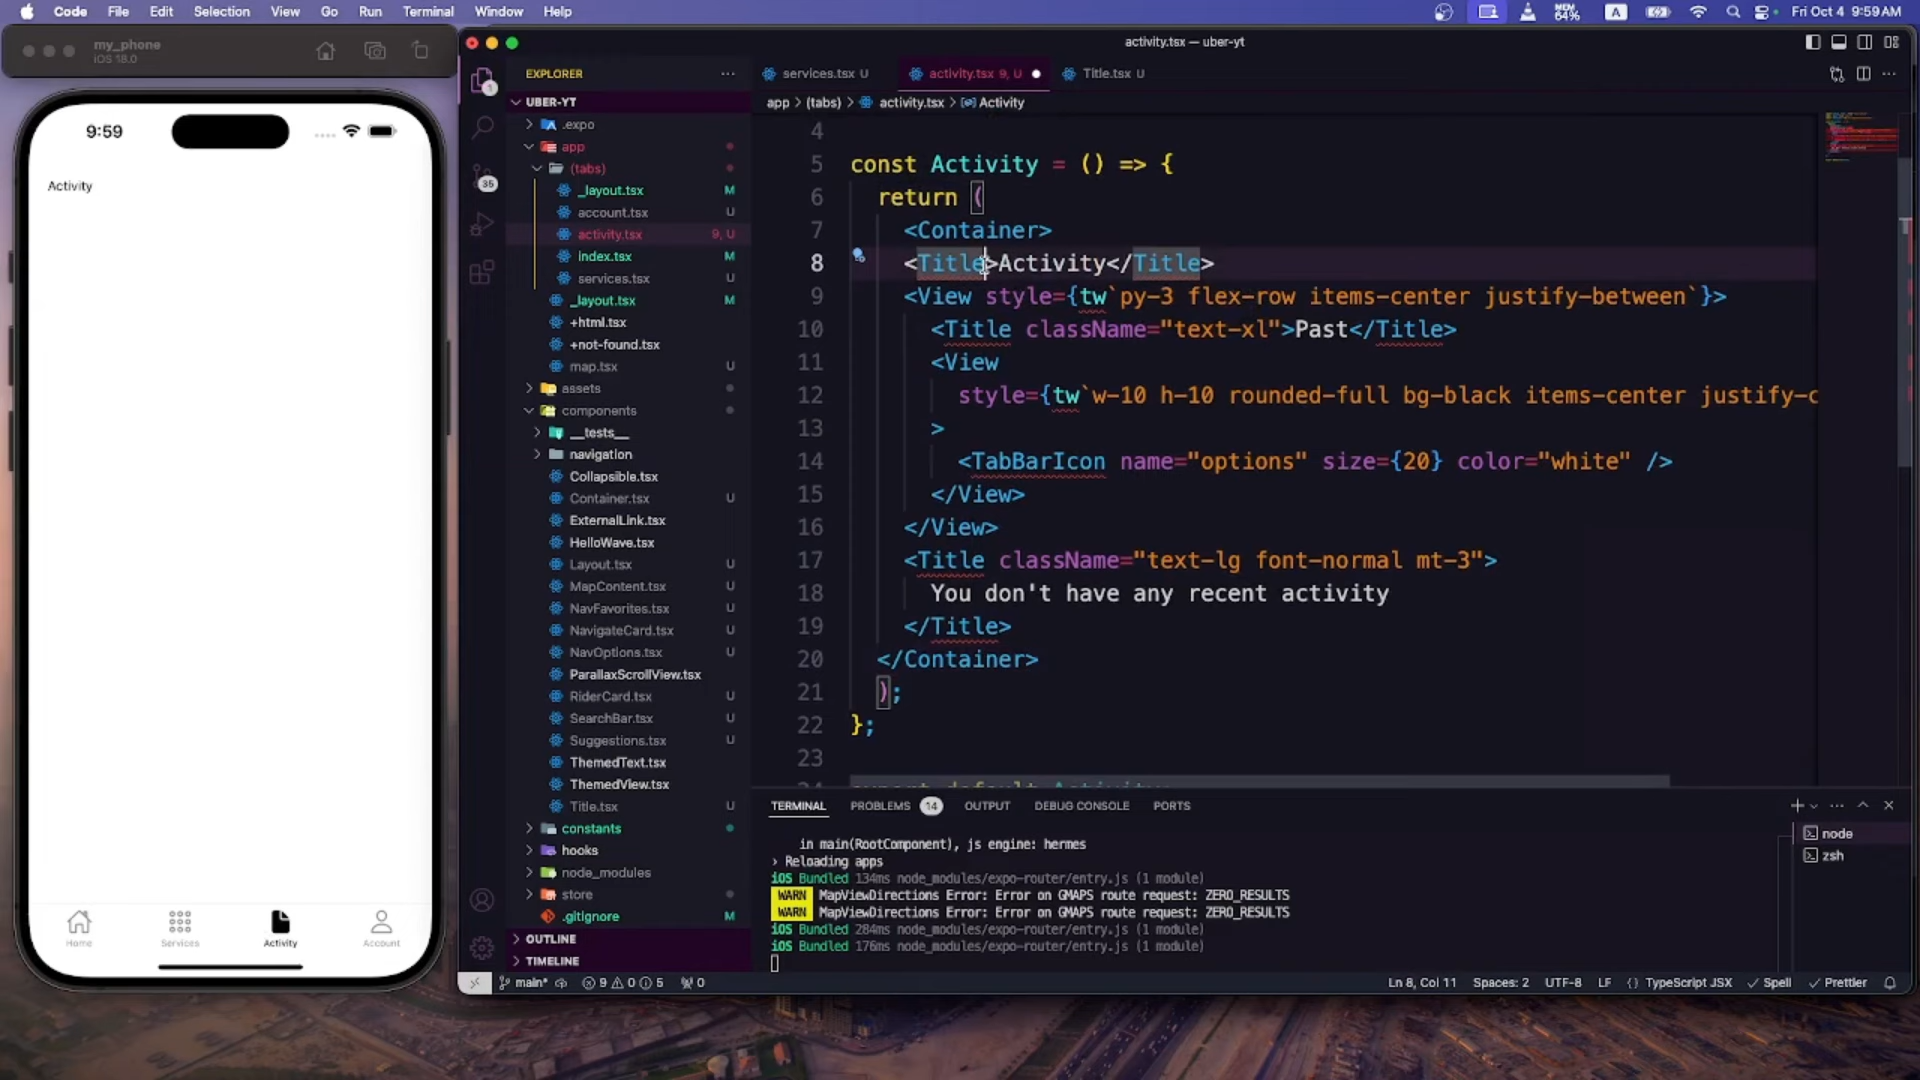 Code File Edit Selection View Go Run Terminal Window Help
MEM 64% A Fri Oct 4 9:59 AM
my_phone
iOS 18.0
9:59
Activity
Home Services Activity Account
activity.tsx — uber-yt
EXPLORER
UBER-YT
.expo
app
(tabs)
_layout.tsx M
account.tsx U
activity.tsx 9, U
index.tsx M
services.tsx U
_layout.tsx M
+html.tsx
+not-found.tsx
map.tsx U
assets
components
__tests__
navigation
Collapsible.tsx
Container.tsx U
ExternalLink.tsx
HelloWave.tsx
Layout.tsx U
MapContent.tsx U
NavFavorites.tsx U
NavigateCard.tsx U
NavOptions.tsx U
ParallaxScrollView.tsx
RiderCard.tsx U
SearchBar.tsx U
Suggestions.tsx U
ThemedText.tsx
ThemedView.tsx
Title.tsx U
constants
hooks
node_modules
store
.gitignore M
OUTLINE
TIMELINE
1
35
services.tsx U activity.tsx 9, U Title.tsx U
app > (tabs) > activity.tsx > Activity
4
5 const Activity = () => {
6 return (
7 <Container>
8 <Title>Activity</Title>
9 <View style={tw`py-3 flex-row items-center justify-between`}>
10 <Title className="text-xl">Past</Title>
11 <View
12 style={tw`w-10 h-10 rounded-full bg-black items-center justify-c
13 >
14 <TabBarIcon name="options" size={20} color="white" />
15 </View>
16 </View>
17 <Title className="text-lg font-normal mt-3">
18 You don't have any recent activity
19 </Title>
20 </Container>
21 );
22 };
23
24 export default Activity;
TERMINAL PROBLEMS 14 OUTPUT DEBUG CONSOLE PORTS
in main(RootComponent), js engine: hermes
› Reloading apps
iOS Bundled 134ms node_modules/expo-router/entry.js (1 module)
WARN MapViewDirections Error: Error on GMAPS route request: ZERO_RESULTS
WARN MapViewDirections Error: Error on GMAPS route request: ZERO_RESULTS
iOS Bundled 284ms node_modules/expo-router/entry.js (1 module)
iOS Bundled 176ms node_modules/expo-router/entry.js (1 module)
node
zsh
main* 9 0 5 0 Ln 8, Col 11 Spaces: 2 UTF-8 LF {} TypeScript JSX Spell Prettier